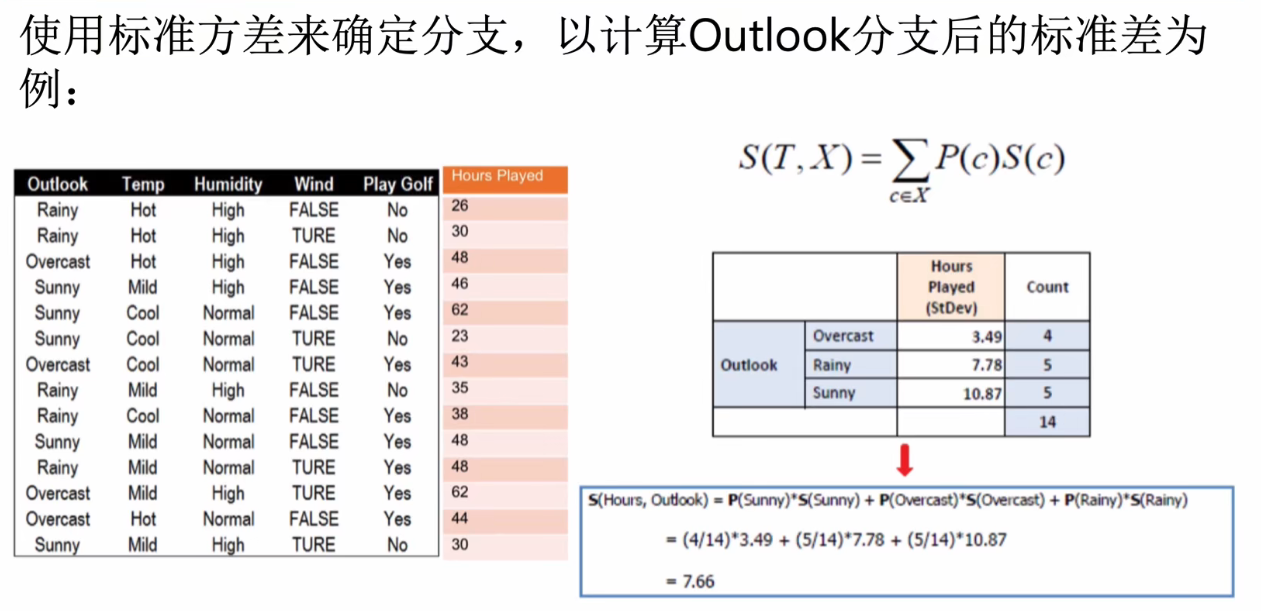 使用标准方差来确定分支，以计算Outlook分支后的标准差为
例：
S(T, X) = ∑ P(c)S(c)
c∈X
Outlook Temp Humidity Wind Play Golf Hours Played
Rainy Hot High FALSE No 26
Rainy Hot High TURE No 30
Overcast Hot High FALSE Yes 48
Sunny Mild High FALSE Yes 46
Sunny Cool Normal FALSE Yes 62
Sunny Cool Normal TURE No 23
Overcast Cool Normal TURE Yes 43
Rainy Mild High FALSE No 35
Rainy Cool Normal FALSE Yes 38
Sunny Mild Normal FALSE Yes 48
Rainy Mild Normal TURE Yes 48
Overcast Mild High TURE Yes 62
Overcast Hot Normal FALSE Yes 44
Sunny Mild High TURE No 30
Hours
Played
(StDev)
Count
Overcast 3.49 4
Outlook Rainy 7.78 5
Sunny 10.87 5
14
S(Hours, Outlook) = P(Sunny)*S(Sunny) + P(Overcast)*S(Overcast) + P(Rainy)*S(Rainy)
= (4/14)*3.49 + (5/14)*7.78 + (5/14)*10.87
= 7.66